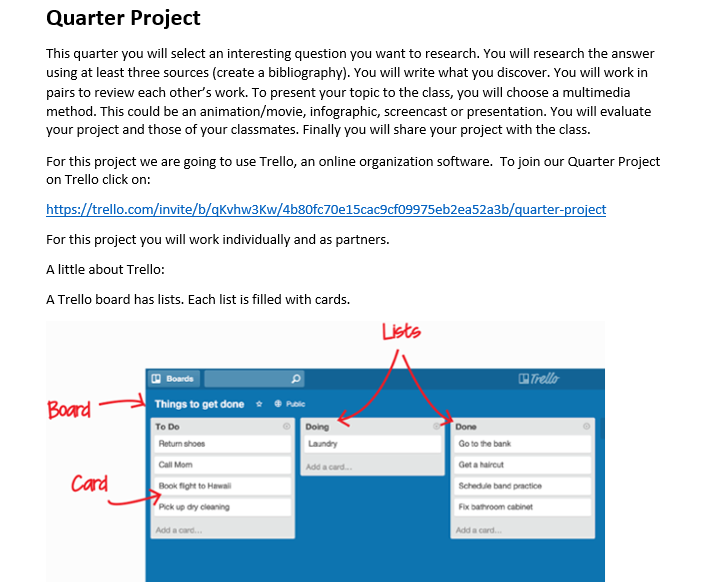 Quarter Project
This quarter you will select an interesting question you want to research. You will research the answer
using at least three sources (create a bibliography). You will write what you discover. You will work in
pairs to review each other's work. To present your topic to the class, you will choose a multimedia
method. This could be an animation/movie, infographic, screencast or presentation. You will evaluate
your project and those of your classmates. Finally you will share your project with the class.
For this project we are going to use Trello, an online organization software.  To join our Quarter Project
on Trello click on:
https://trello.com/invite/b/qKvhw3Kw/4b80fc70e15cac9cf09975eb2ea52a3b/quarter-project
For this project you will work individually and as partners.
A little about Trello:
A Trello board has lists. Each list is filled with cards.
Lists
Boards
Trello
Board
Things to get done
Public
To Do
Return shoes
Call Mom
Card
Book flight to Hawaii
Pick up dry cleaning
Add a card...
Doing
Laundry
Add a card...
Done
Go to the bank
Get a haircut
Schedule band practice
Fix bathroom cabinet
Add a card...